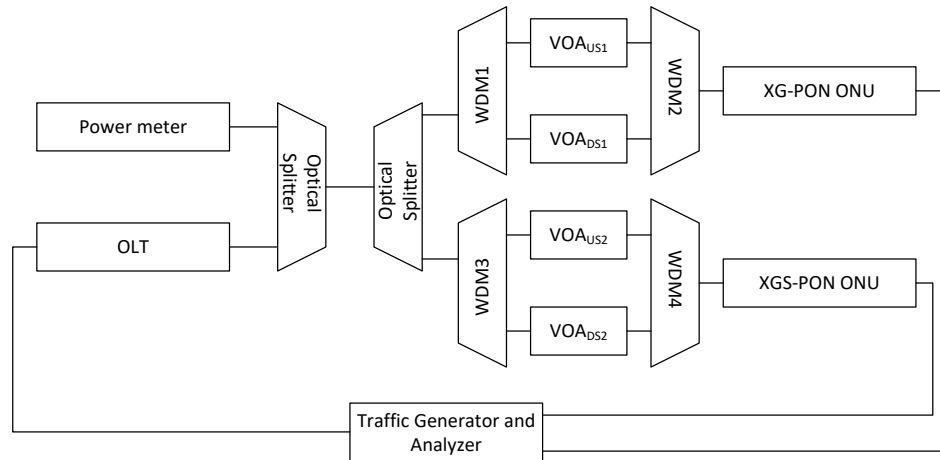 VOAUS1
WDM1
WDM2
XG-PON ONU
Power meter
Optical
Splitter
Optical
Splitter
VOADS1
OLT
VOAUS2
WDM3
WDM4
XGS-PON ONU
VOADS2
Traffic Generator and
Analyzer